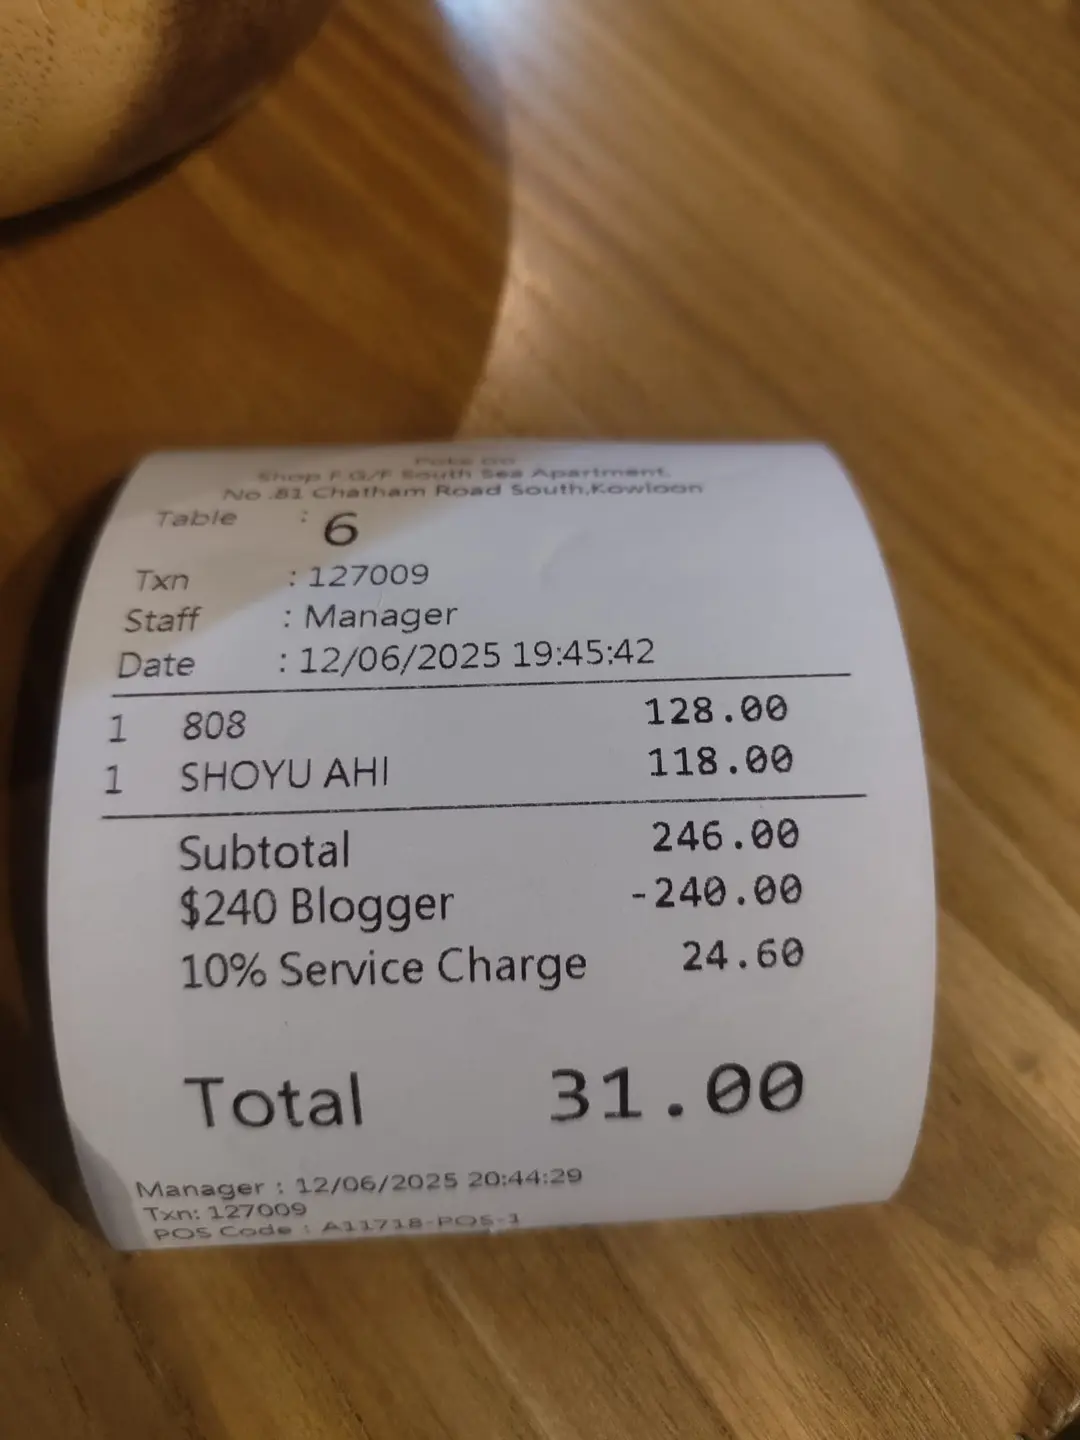 Poke Go
Shop F,G/F South Sea Apartment,
No.81 Chatham Road South,Kowloon
Table : 6
Txn : 127009
Staff : Manager
Date : 12/06/2025 19:45:42
1 808 128.00
1 SHOYU AHI 118.00
Subtotal 246.00
$240 Blogger -240.00
10% Service Charge 24.60
Total 31.00
Manager : 12/06/2025 20:44:29
Txn: 127009
POS Code : A11718-POS-1